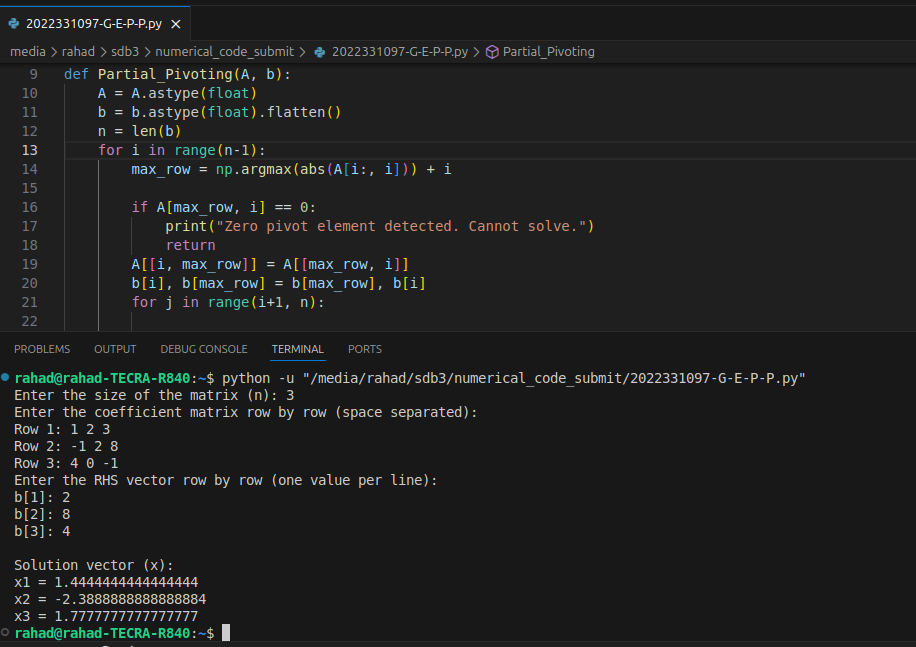 2022331097-G-E-P-P.py ×
media > rahad > sdb3 > numerical_code_submit > 2022331097-G-E-P-P.py > Partial_Pivoting
9 def Partial_Pivoting(A, b):
10 A = A.astype(float)
11 b = b.astype(float).flatten()
12 n = len(b)
13 for i in range(n-1):
14 max_row = np.argmax(abs(A[i:, i])) + i
15
16 if A[max_row, i] == 0:
17 print("Zero pivot element detected. Cannot solve.")
18 return
19 A[[i, max_row]] = A[[max_row, i]]
20 b[i], b[max_row] = b[max_row], b[i]
21 for j in range(i+1, n):
22
PROBLEMS OUTPUT DEBUG CONSOLE TERMINAL PORTS
rahad@rahad-TECRA-R840:~$ python -u "/media/rahad/sdb3/numerical_code_submit/2022331097-G-E-P-P.py"
Enter the size of the matrix (n): 3
Enter the coefficient matrix row by row (space separated):
Row 1: 1 2 3
Row 2: -1 2 8
Row 3: 4 0 -1
Enter the RHS vector row by row (one value per line):
b[1]: 2
b[2]: 8
b[3]: 4
Solution vector (x):
x1 = 1.4444444444444444
x2 = -2.3888888888888884
x3 = 1.7777777777777777
rahad@rahad-TECRA-R840:~$